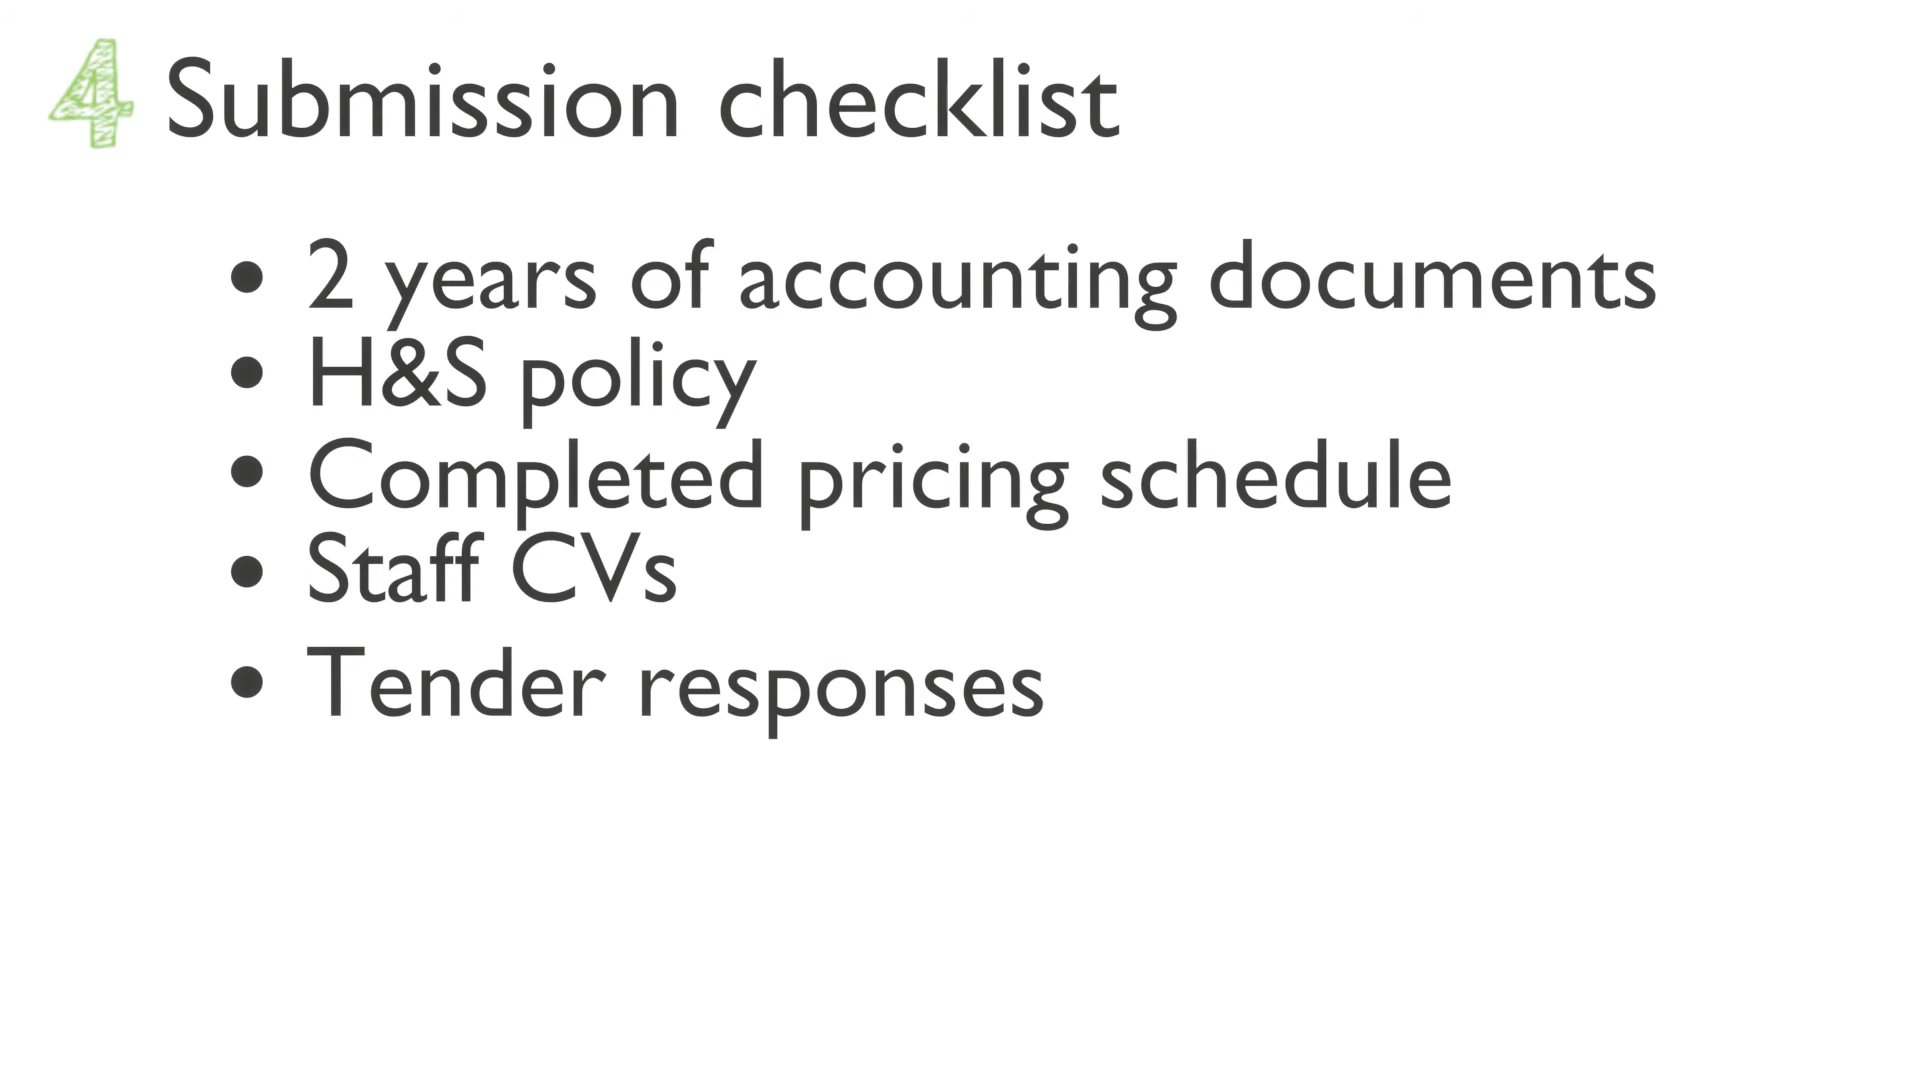 4 Submission checklist
• 2 years of accounting documents
• H&S policy
• Completed pricing schedule
• Staff CVs
• Tender responses